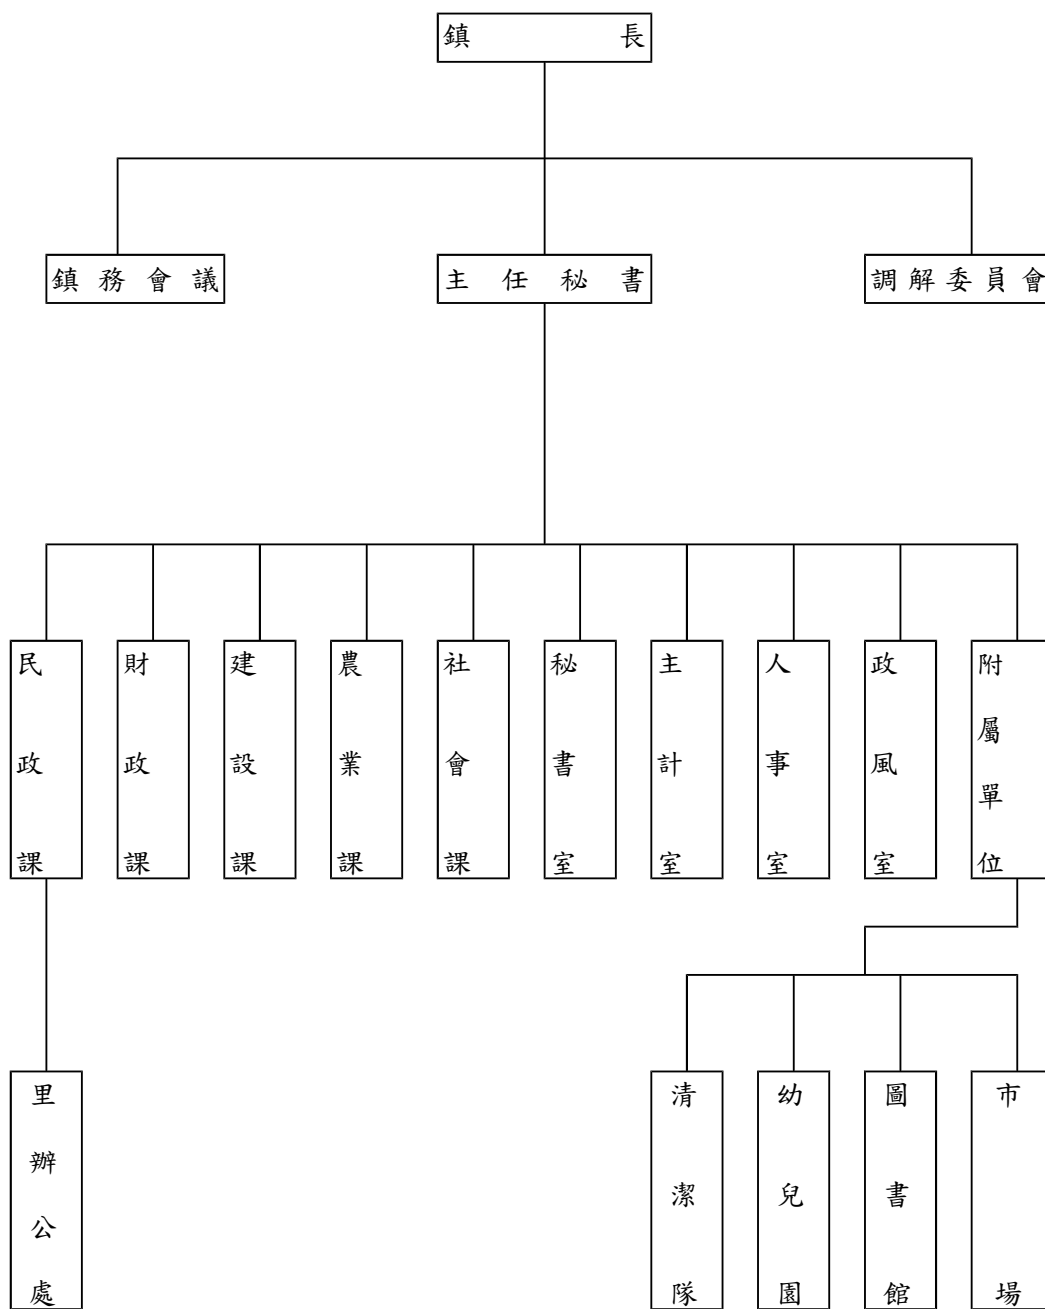 鎮長
鎮務會議
主任秘書
調解委員會
民政課
財政課
建設課
農業課
社會課
秘書室
主計室
人事室
政風室
附屬單位
里辦公處
清潔隊
幼兒園
圖書館
市場